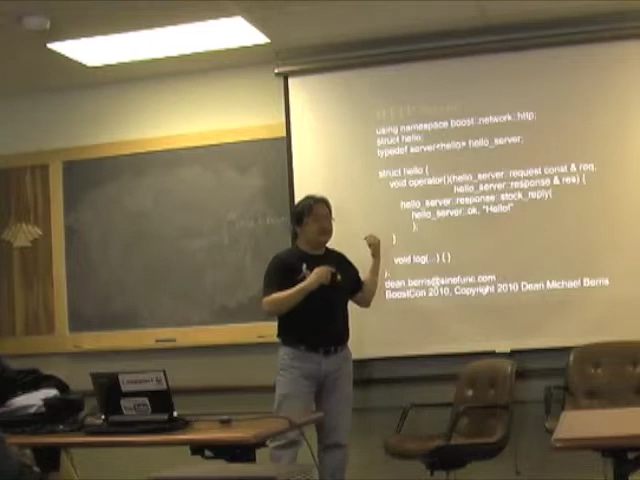 using namespace boost::network::http;
struct hello;
typedef server<hello> hello_server;
struct hello {
void operator()(hello_server::request const & req,
hello_server::response & res) {
hello_server::response::stock_reply(
hello_server::ok, "Hello!"
);
}
void log(...) { }
};
dean.berris@sinefunc.com
BoostCon 2010, Copyright 2010 Dean Michael Berris